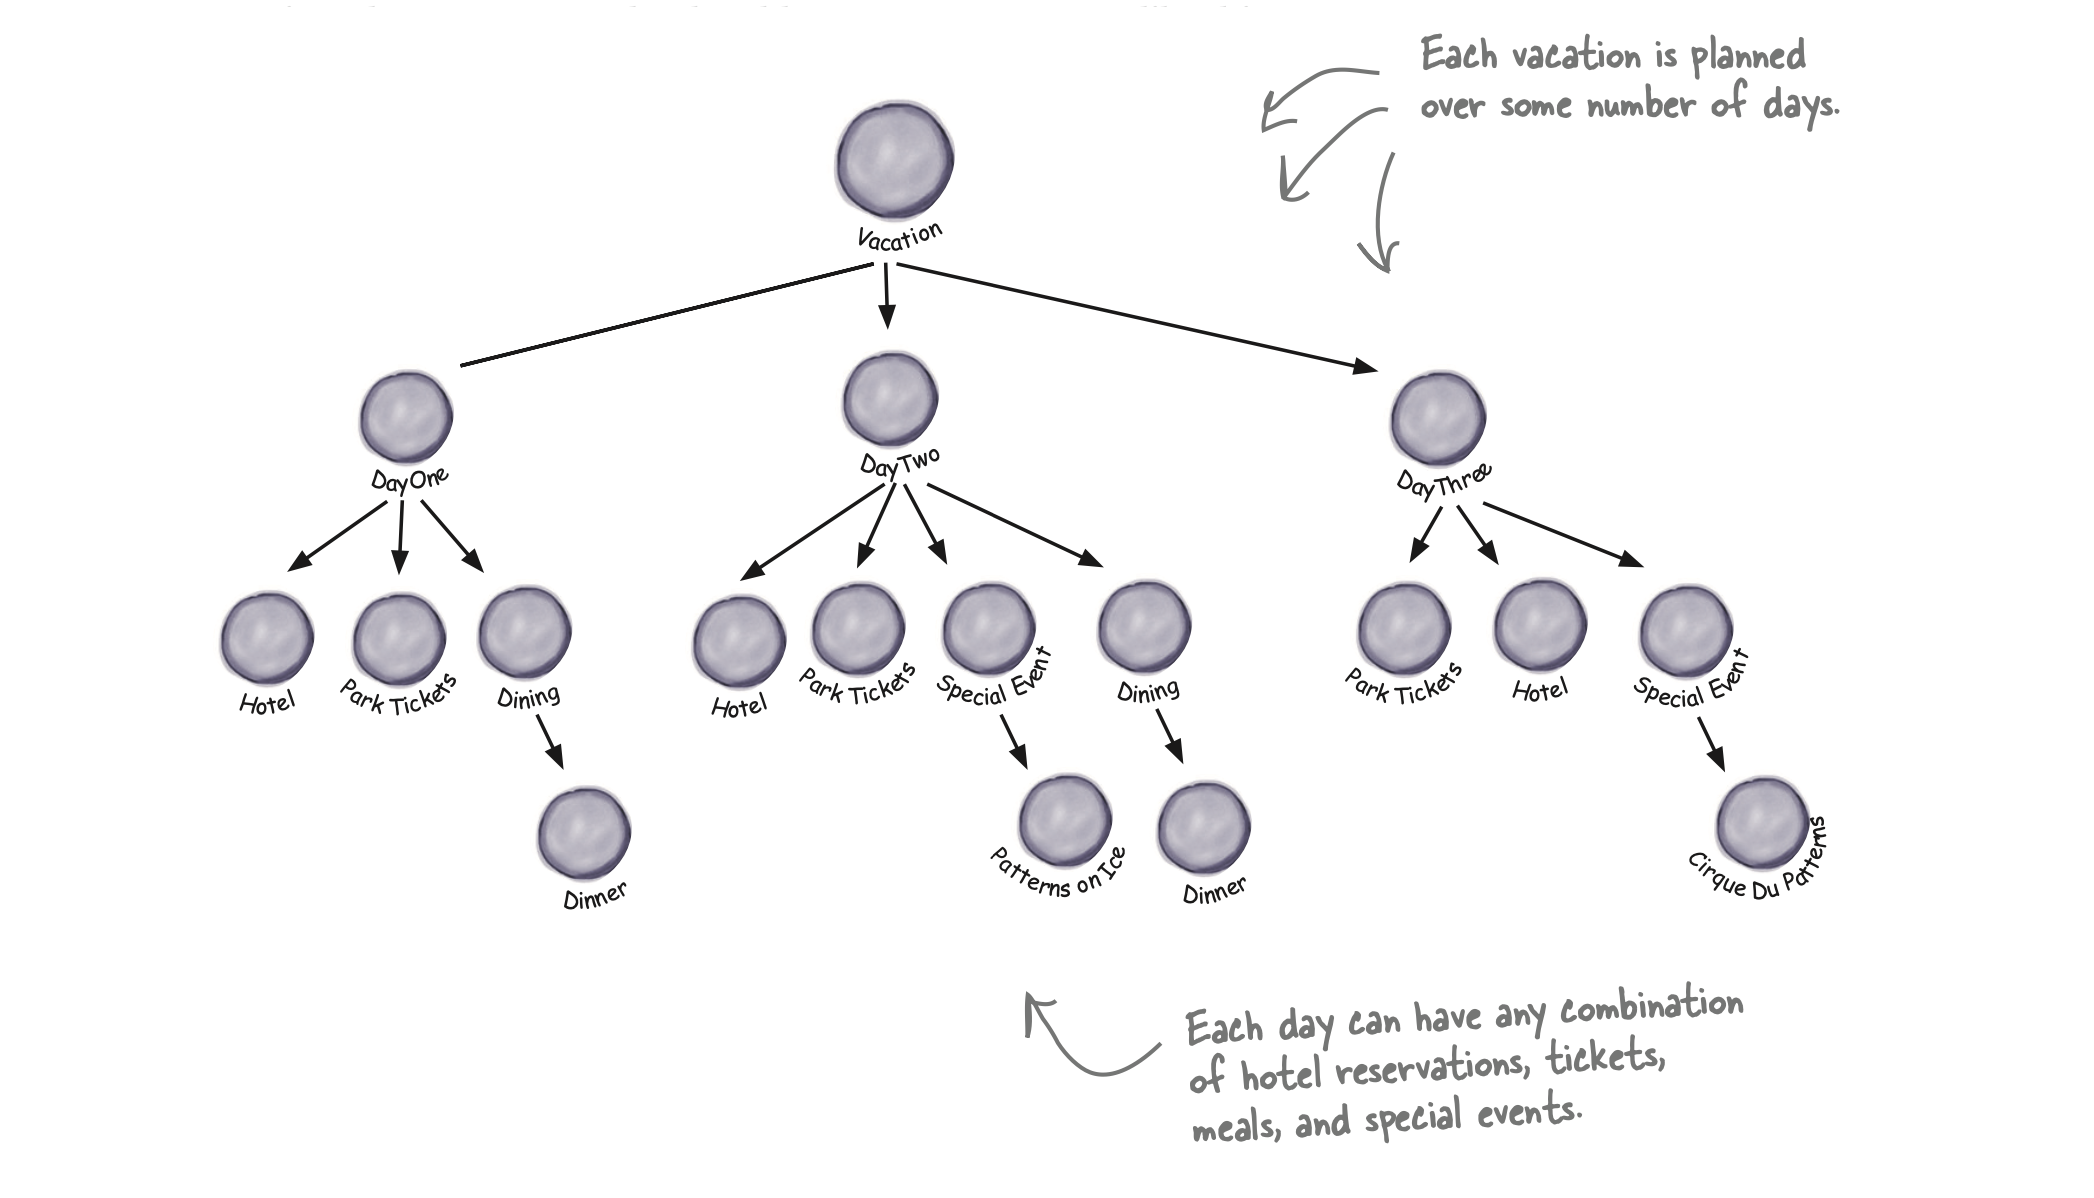 Each vacation is planned
over some number of days.
Vacation
DayOne
DayTwo
DayThree
Hotel
Park Tickets
Dining
Hotel
Park Tickets
Special Event
Dining
Park Tickets
Hotel
Special Event
Dinner
Patterns on Ice
Dinner
Cirque Du Patterns
Each day can have any combination
of hotel reservations, tickets,
meals, and special events.